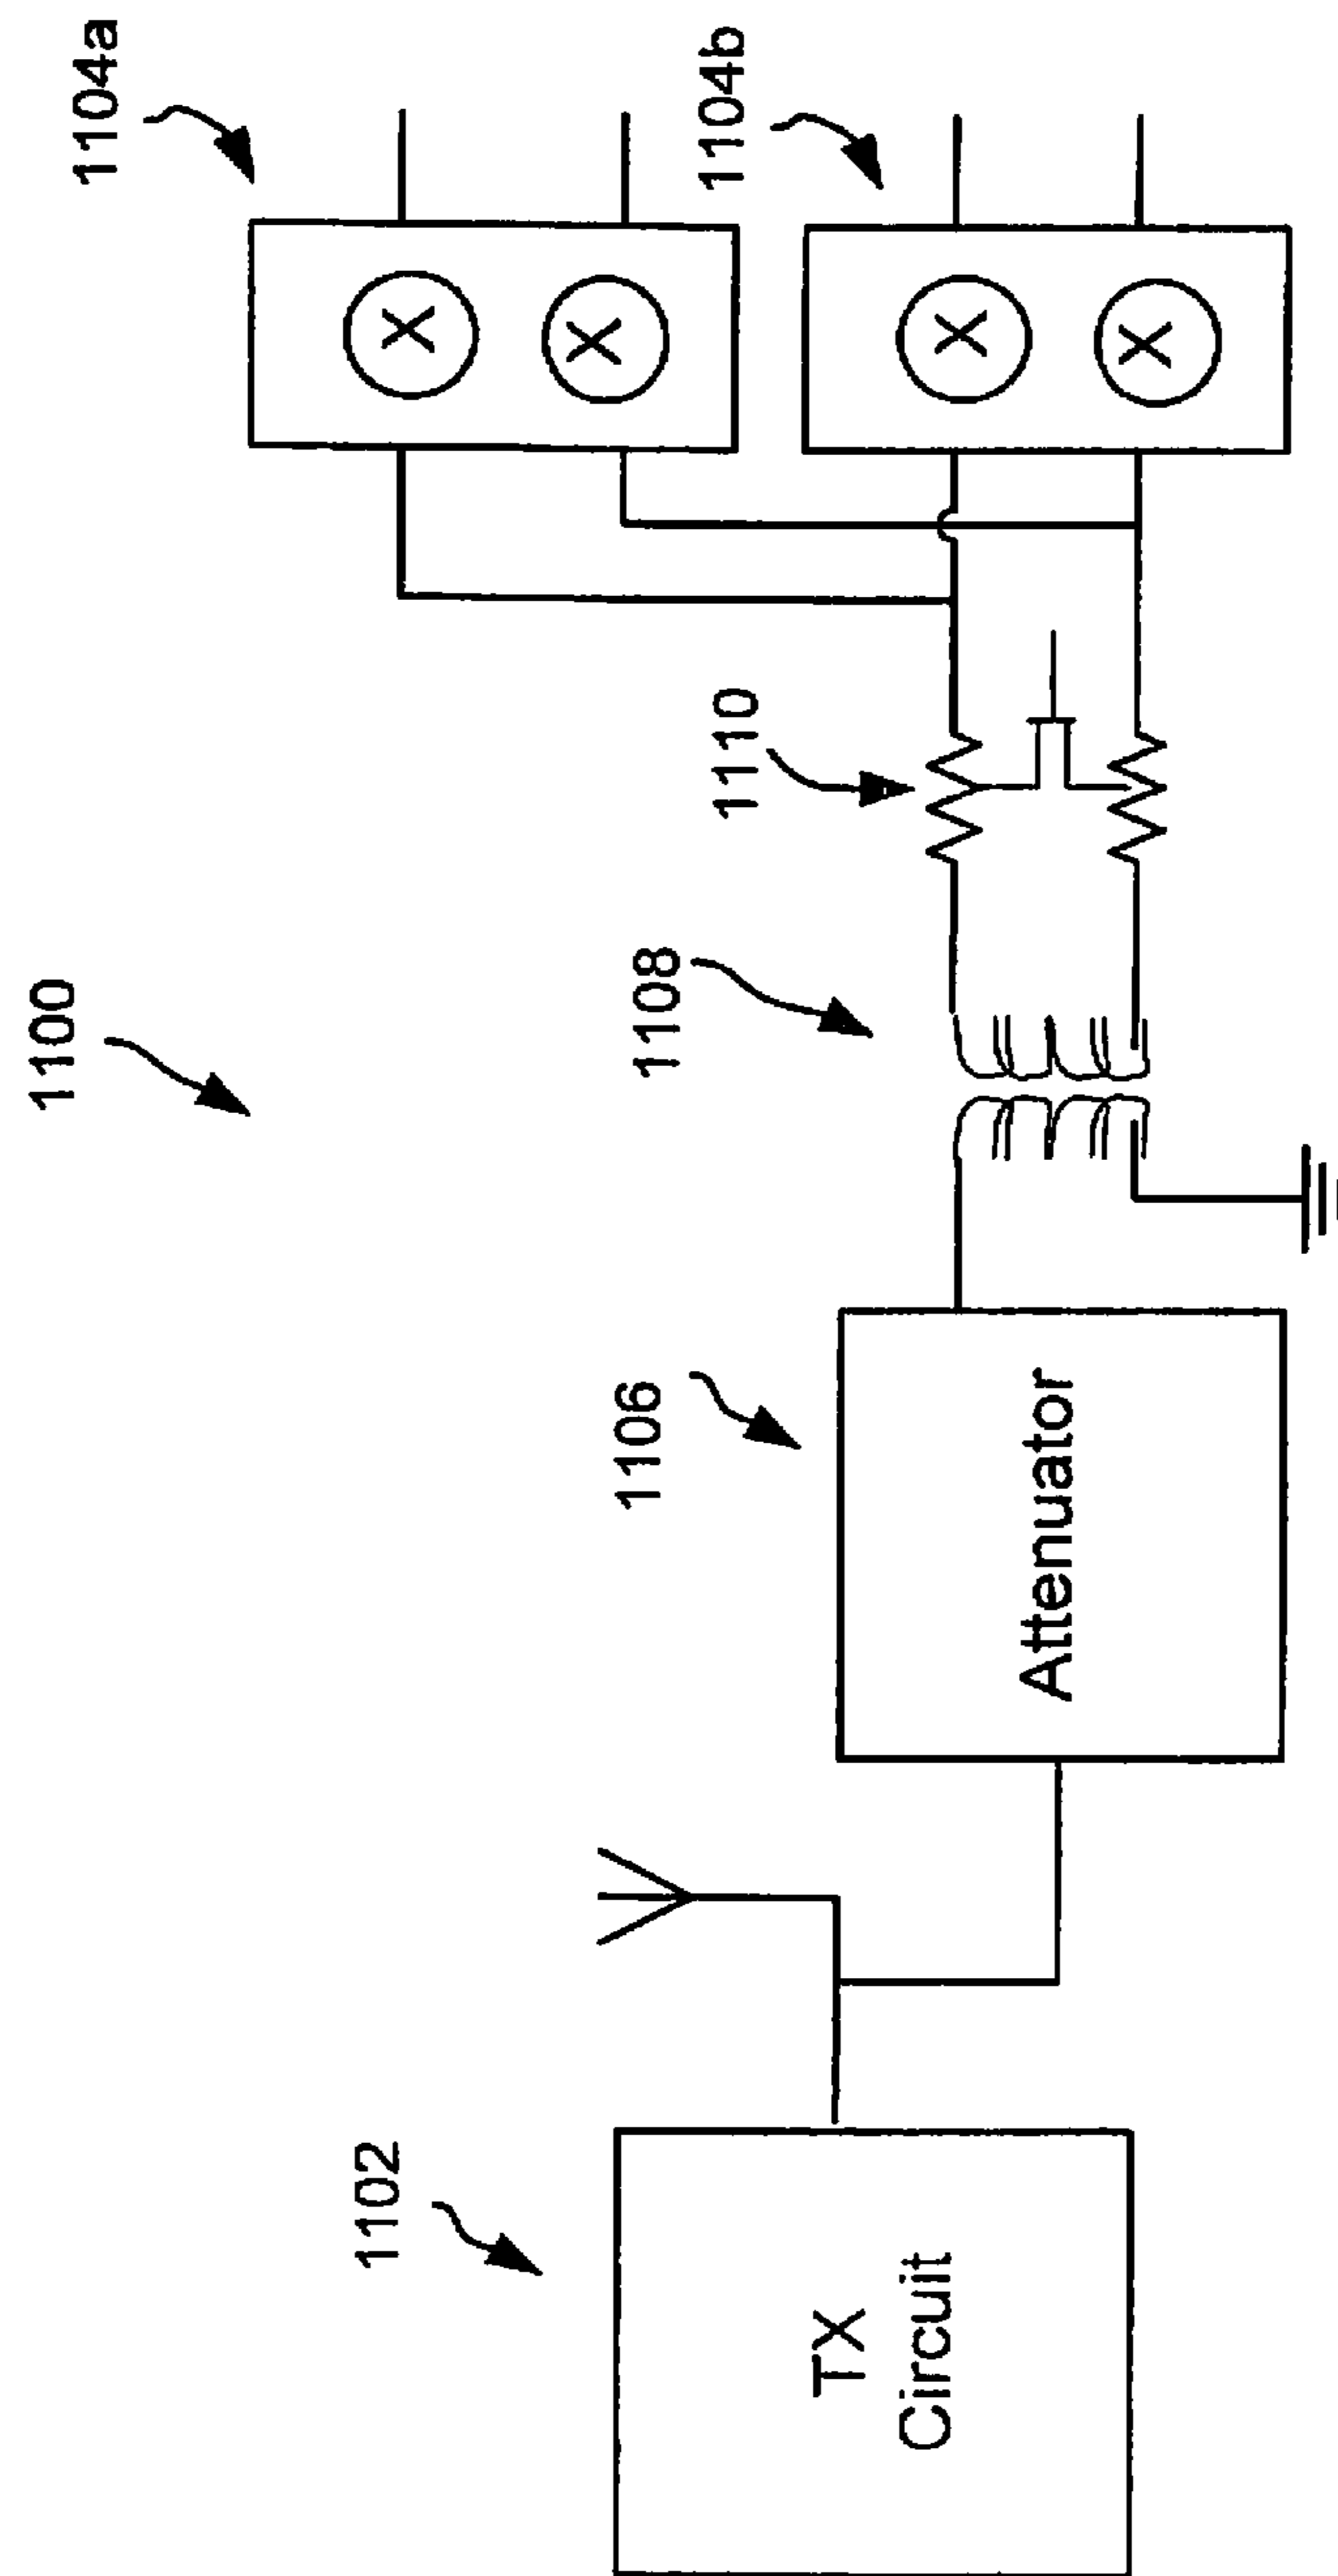 1100
1102
TX
Circuit
1106
Attenuator
1108
1110
1104a
X
X
1104b
X
X